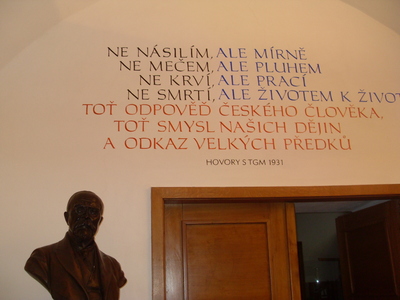 NE NÁSILÍM, ALE MÍRNĚ
NE MEČEM, ALE PLUHEM
NE KRVÍ, ALE PRACÍ
NE SMRTÍ, ALE ŽIVOTEM K
TOŤ ODPOVĚĎ ČESKÉHO ČLOVĚKA,
TOŤ SMYSL NAŠICH DĚJIN
A ODKAZ VELKÝCH PŘEDKŮ
HOVORY S TGM 1931